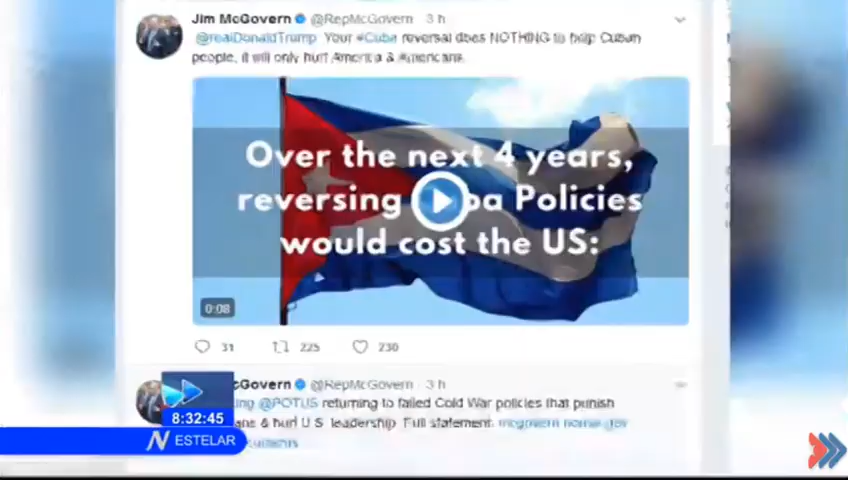 Jim McGovern @RepMcGovern · 3 h
@realDonaldTrump Your #Cuba reversal does NOTHING to help Cuban
people, it will only hurt America & Americans.
Over the next 4 years,
reversing Policies
would cost the US:
0:08
31 225 230
cGovern @RepMcGovern · 3 h
@POTUS returning to failed Cold War policies that punish
& hurt U.S. leadership. Full statement:
8:32:45
N ESTELAR